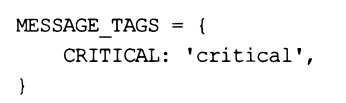 MESSAGE_TAGS = {
    CRITICAL: 'critical',
}